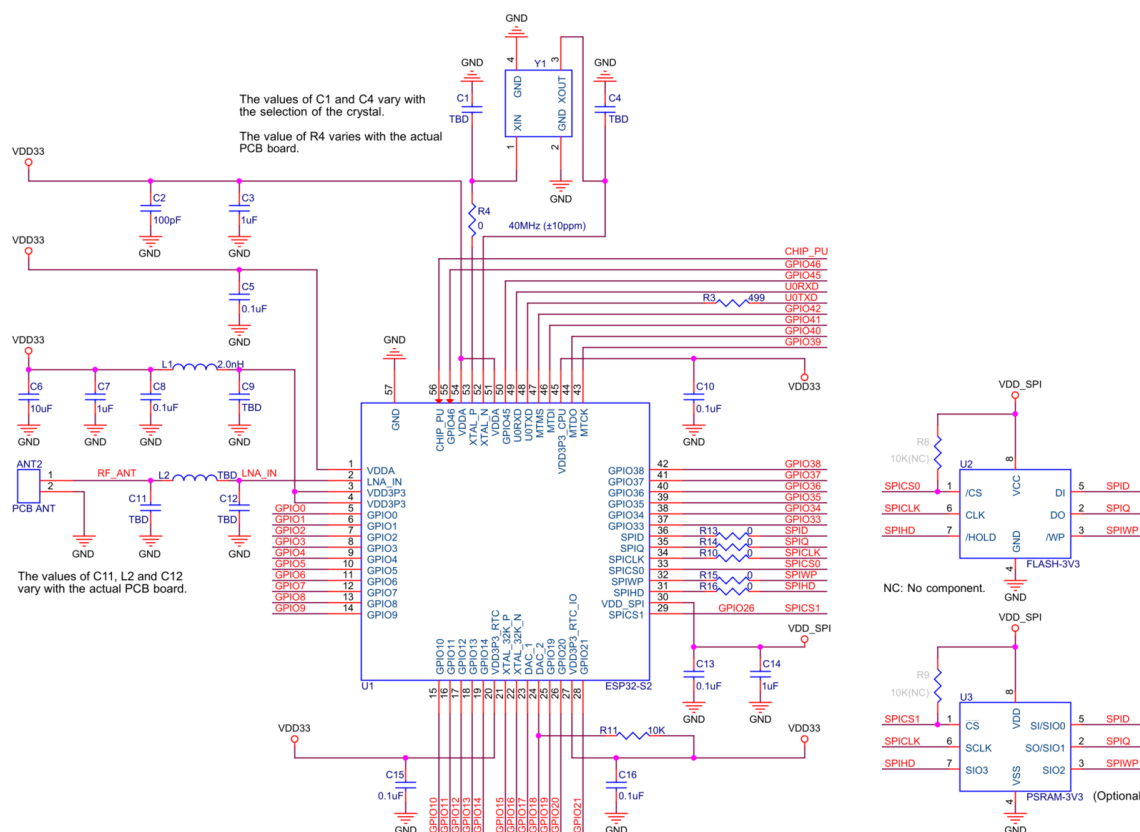 GND
4
3
Y1
GND
GND
C1
TBD
GND
XOUT
XIN
GND
1
2
C4
TBD
GND
The values of C1 and C4 vary with
the selection of the crystal.
The value of R4 varies with the actual
PCB board.
VDD33
C2
100pF
GND
C3
1uF
GND
R4
0
40MHz (±10ppm)
VDD33
C5
0.1uF
GND
CHIP_PU
GPIO46
GPIO45
U0RXD
R3
499
U0TXD
GPIO42
GPIO41
GPIO40
GPIO39
VDD33
L1
2.0nH
C6
10uF
GND
C7
1uF
GND
C8
0.1uF
GND
C9
TBD
GND
GND
C10
0.1uF
GND
VDD33
57
56
55
54
53
52
51
50
49
48
47
46
45
44
43
GND
CHIP_PU
GPIO46
VDDA
XTAL_P
XTAL_N
VDDA
GPIO45
U0RXD
U0TXD
MTMS
MTDI
VDD3P3_CPU
MTDO
MTCK
ANT2
1
2
PCB ANT
RF_ANT
L2
TBD
LNA_IN
C11
TBD
GND
C12
TBD
GND
GND
The values of C11, L2 and C12
vary with the actual PCB board.
1
VDDA
2
LNA_IN
3
VDD3P3
4
VDD3P3
GPIO0
5
GPIO0
GPIO1
6
GPIO1
GPIO2
7
GPIO2
GPIO3
8
GPIO3
GPIO4
9
GPIO4
GPIO5
10
GPIO5
GPIO6
11
GPIO6
GPIO7
12
GPIO7
GPIO8
13
GPIO8
GPIO9
14
GPIO9
GPIO38
42
GPIO38
GPIO37
41
GPIO37
GPIO36
40
GPIO36
GPIO35
39
GPIO35
GPIO34
38
GPIO34
GPIO33
37
GPIO33
SPID
36
R13
0
SPID
SPIQ
35
R14
0
SPIQ
SPICLK
34
R10
0
SPICLK
SPICS0
33
SPICS0
SPIWP
32
R15
0
SPIWP
SPIHD
31
R16
0
SPIHD
VDD_SPI
30
SPICS1
29
GPIO26
SPICS1
VDD_SPI
C13
0.1uF
GND
C14
1uF
GND
GPIO10
GPIO11
GPIO12
GPIO13
GPIO14
VDD3P3_RTC
XTAL_32K_P
XTAL_32K_N
DAC_1
DAC_2
GPIO19
GPIO20
VDD3P3_RTC_IO
GPIO21
U1
ESP32-S2
15
16
17
18
19
20
21
22
23
24
25
26
27
28
VDD33
C15
0.1uF
GND
R11
10K
VDD33
C16
0.1uF
GND
GPIO10
GPIO11
GPIO12
GPIO13
GPIO14
GPIO15
GPIO16
GPIO17
GPIO18
GPIO19
GPIO20
GPIO21
VDD_SPI
R8
10K(NC)
8
U2
SPICS0
1
/CS
VCC
DI
5
SPID
SPICLK
6
CLK
DO
2
SPIQ
SPIHD
7
/HOLD
GND
/WP
3
SPIWP
4
FLASH-3V3
GND
NC: No component.
VDD_SPI
R9
10K(NC)
8
U3
SPICS1
1
CS
VDD
SI/SIO0
5
SPID
SPICLK
6
SCLK
SO/SIO1
2
SPIQ
SPIHD
7
SIO3
VSS
SIO2
3
SPIWP
4
PSRAM-3V3
(Optional
GND